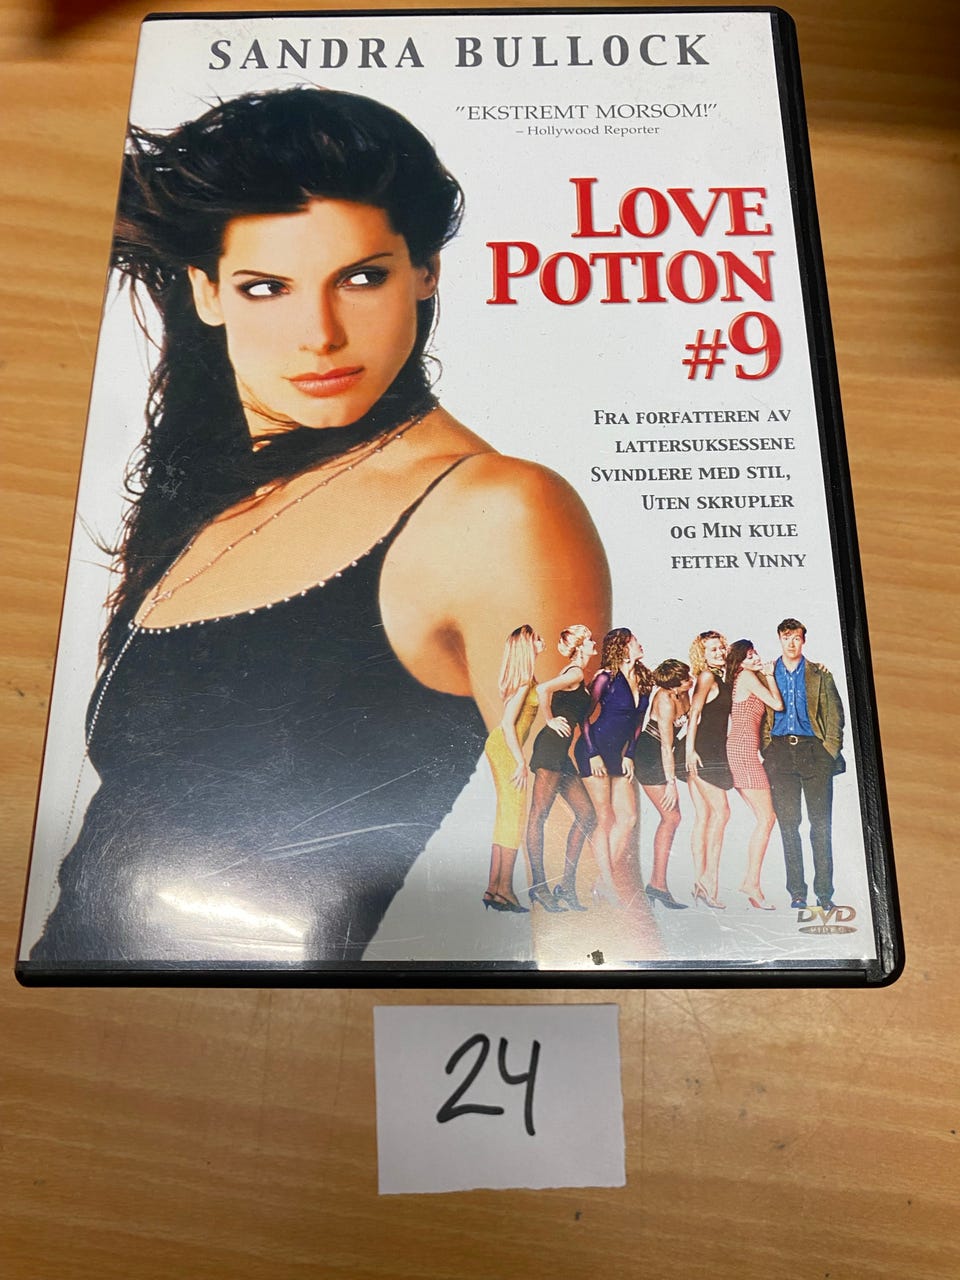 SANDRA BULLOCK
"EKSTREMT MORSOM!"
– Hollywood Reporter
LOVE
POTION
#9
FRA FORFATTEREN AV
LATTERSUKSESSENE
SVINDLERE MED STIL,
UTEN SKRUPLER
OG MIN KULE
FETTER VINNY
DVD
VIDEO
24